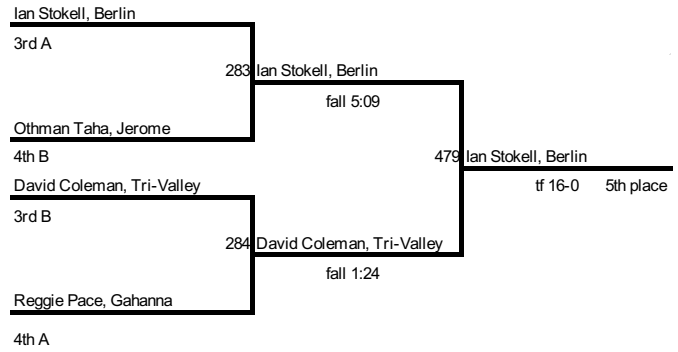 Ian Stokell, Berlin
3rd A
283 Ian Stokell, Berlin
fall 5:09
Othman Taha, Jerome
4th B
479 Ian Stokell, Berlin
tf 16-0 5th place
David Coleman, Tri-Valley
3rd B
284 David Coleman, Tri-Valley
fall 1:24
Reggie Pace, Gahanna
4th A